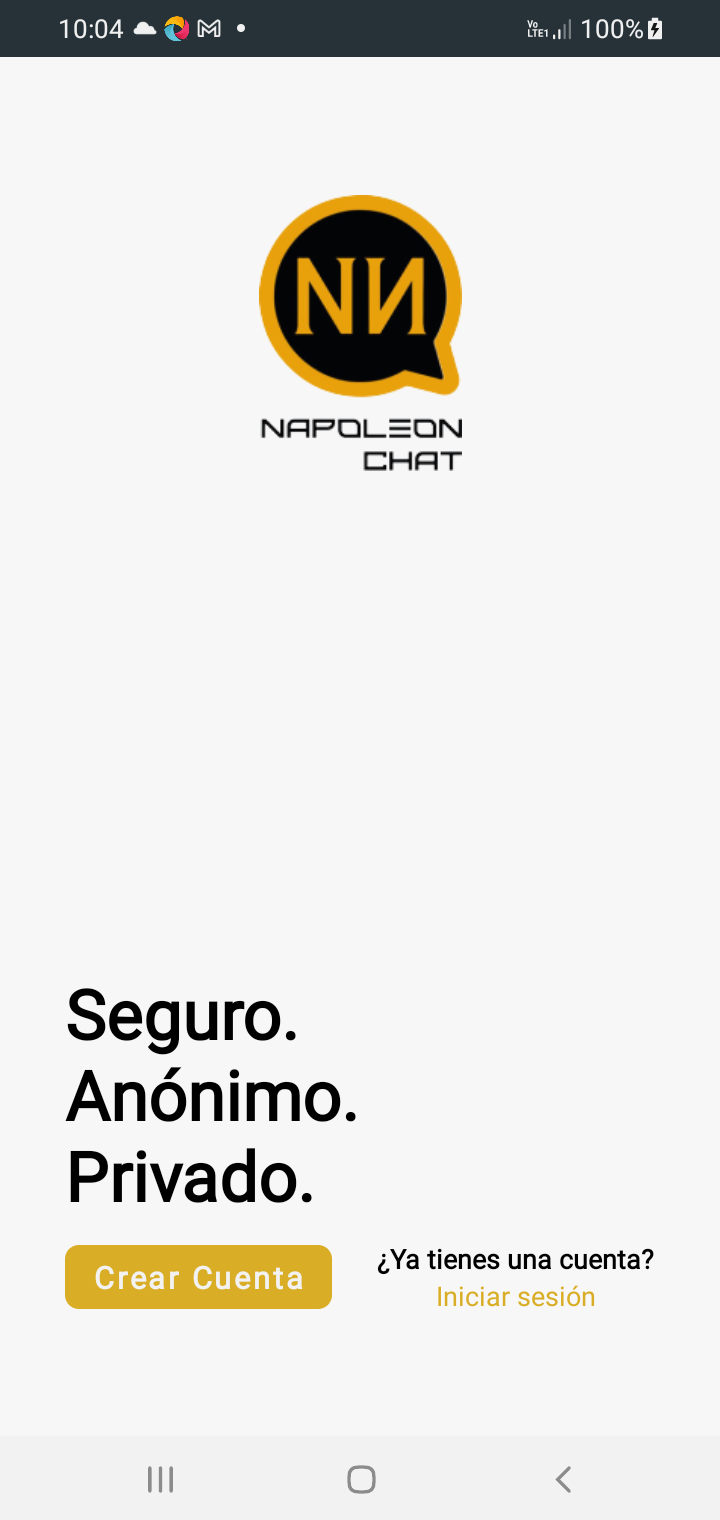 10:04
Vo
LTE1
100%
NN
NAPOLEON
CHAT
Seguro.
Anónimo.
Privado.
Crear Cuenta
¿Ya tienes una cuenta?
Iniciar sesión